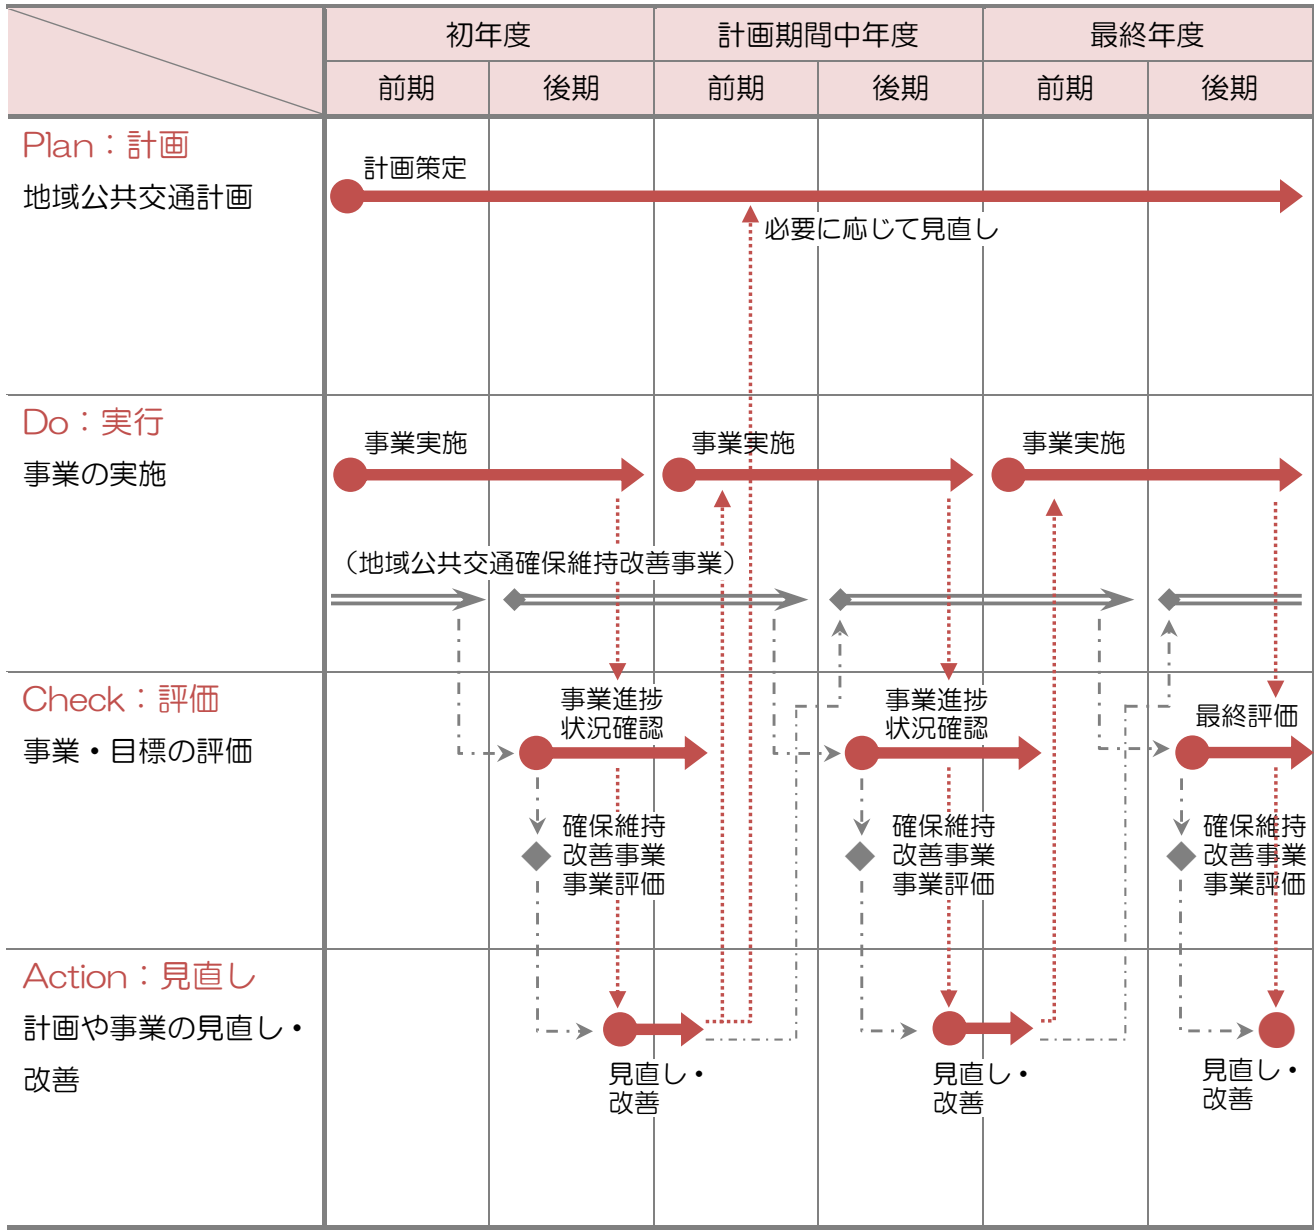 初年度
計画期間中年度
最終年度
前期
後期
前期
後期
前期
後期
Plan：計画
地域公共交通計画
計画策定
必要に応じて見直し
Do：実行
事業の実施
事業実施
事業実施
事業実施
（地域公共交通確保維持改善事業）
Check：評価
事業・目標の評価
事業進捗
状況確認
事業進捗
状況確認
最終評価
確保維持
改善事業
事業評価
確保維持
改善事業
事業評価
確保維持
改善事業
事業評価
Action：見直し
計画や事業の見直し・
改善
見直し・
改善
見直し・
改善
見直し・
改善